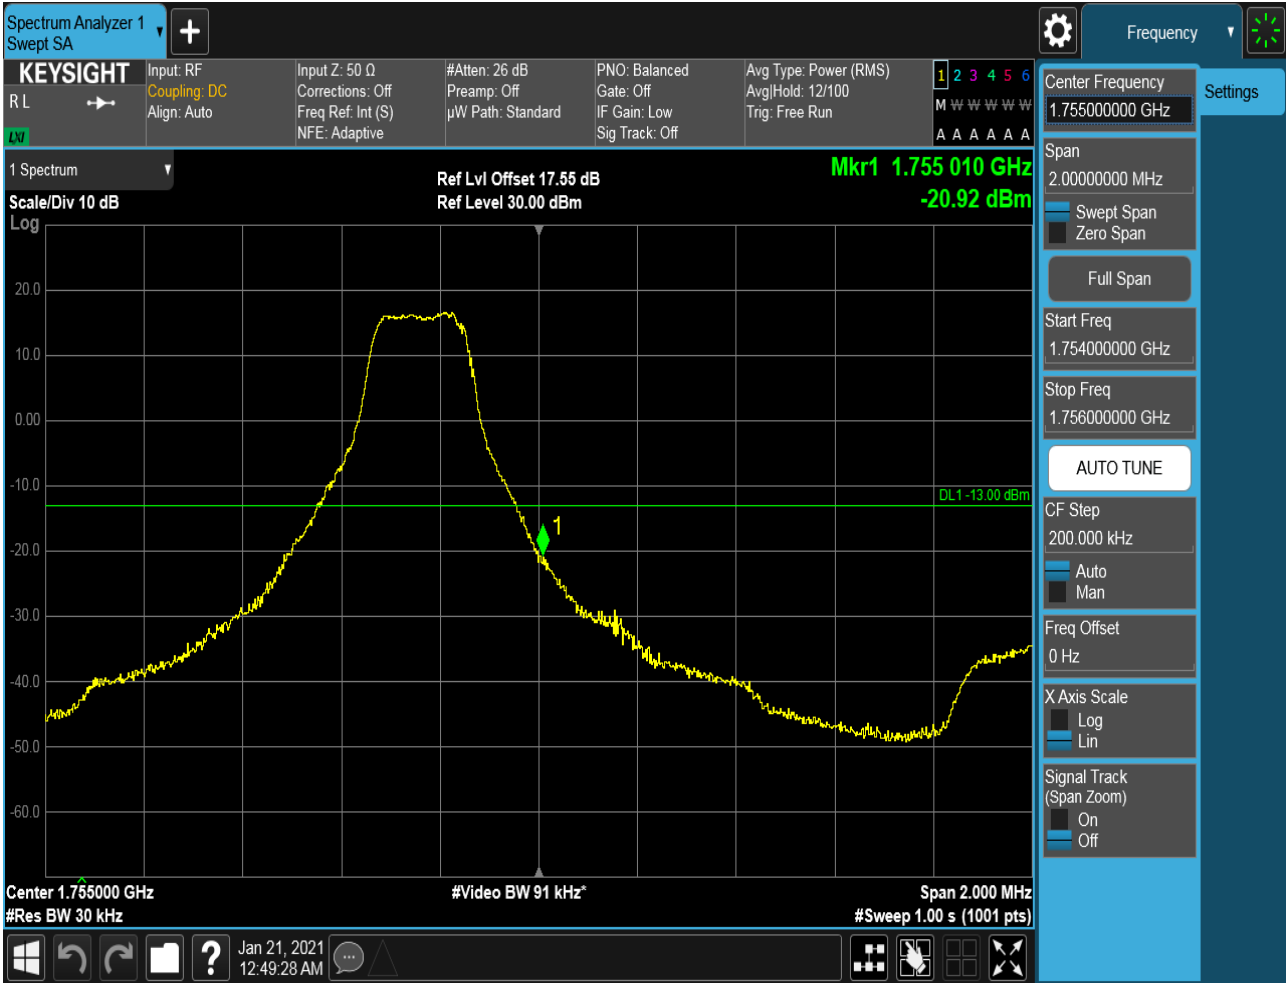 Spectrum Analyzer 1
Swept SA
Frequency
KEYSIGHT
R L
LXI
Input: RF
Coupling: DC
Align: Auto
Input Z: 50 Ω
Corrections: Off
Freq Ref: Int (S)
NFE: Adaptive
#Atten: 26 dB
Preamp: Off
µW Path: Standard
PNO: Balanced
Gate: Off
IF Gain: Low
Sig Track: Off
Avg Type: Power (RMS)
Avg|Hold: 12/100
Trig: Free Run
1 2 3 4 5 6
M W W W W W
A A A A A A
1 Spectrum
Scale/Div 10 dB
Log
Ref Lvl Offset 17.55 dB
Ref Level 30.00 dBm
Mkr1 1.755 010 GHz
-20.92 dBm
20.0
10.0
0.00
-10.0
-20.0
-30.0
-40.0
-50.0
-60.0
DL1 -13.00 dBm
1
Center 1.755000 GHz
#Res BW 30 kHz
#Video BW 91 kHz*
Span 2.000 MHz
#Sweep 1.00 s (1001 pts)
Jan 21, 2021
12:49:28 AM
Center Frequency
1.755000000 GHz
Settings
Span
2.00000000 MHz
Swept Span
Zero Span
Full Span
Start Freq
1.754000000 GHz
Stop Freq
1.756000000 GHz
AUTO TUNE
CF Step
200.000 kHz
Auto
Man
Freq Offset
0 Hz
X Axis Scale
Log
Lin
Signal Track
(Span Zoom)
On
Off